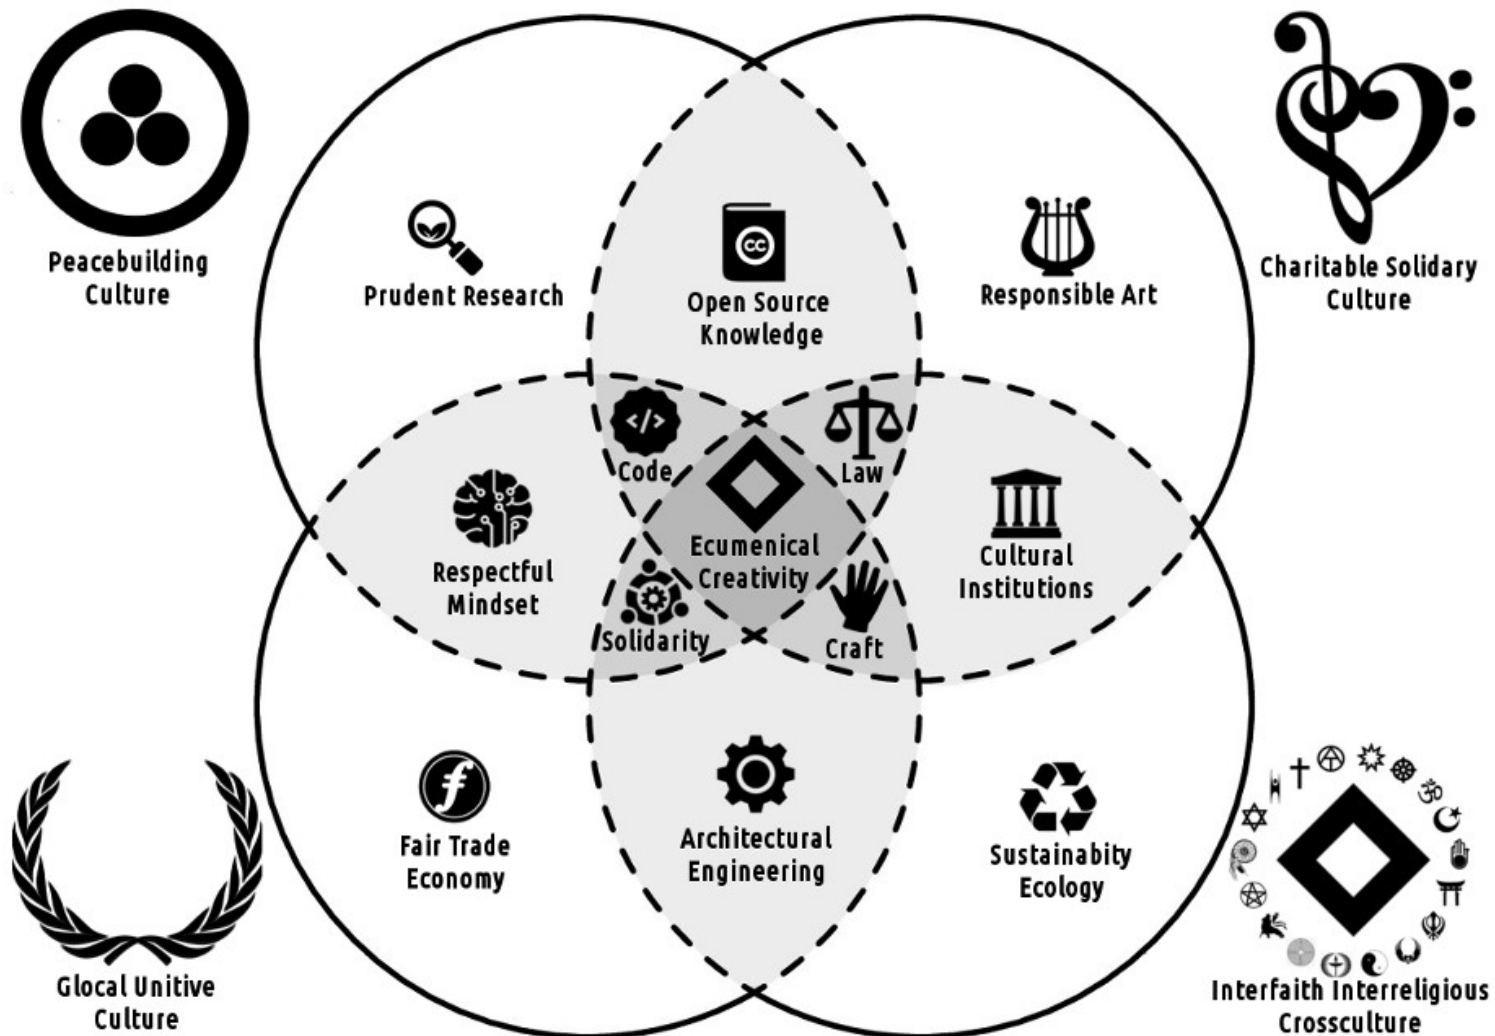 Peacebuilding
Culture
Charitable Solidary
Culture
Prudent Research
cc
Open Source
Knowledge
Responsible Art
</>
Code
Law
Respectful
Mindset
Ecumenical
Creativity
Cultural
Institutions
Solidarity
Craft
Fair Trade
Economy
Architectural
Engineering
Sustainabity
Ecology
ॐ
Glocal Unitive
Culture
Interfaith Interreligious
Crossculture